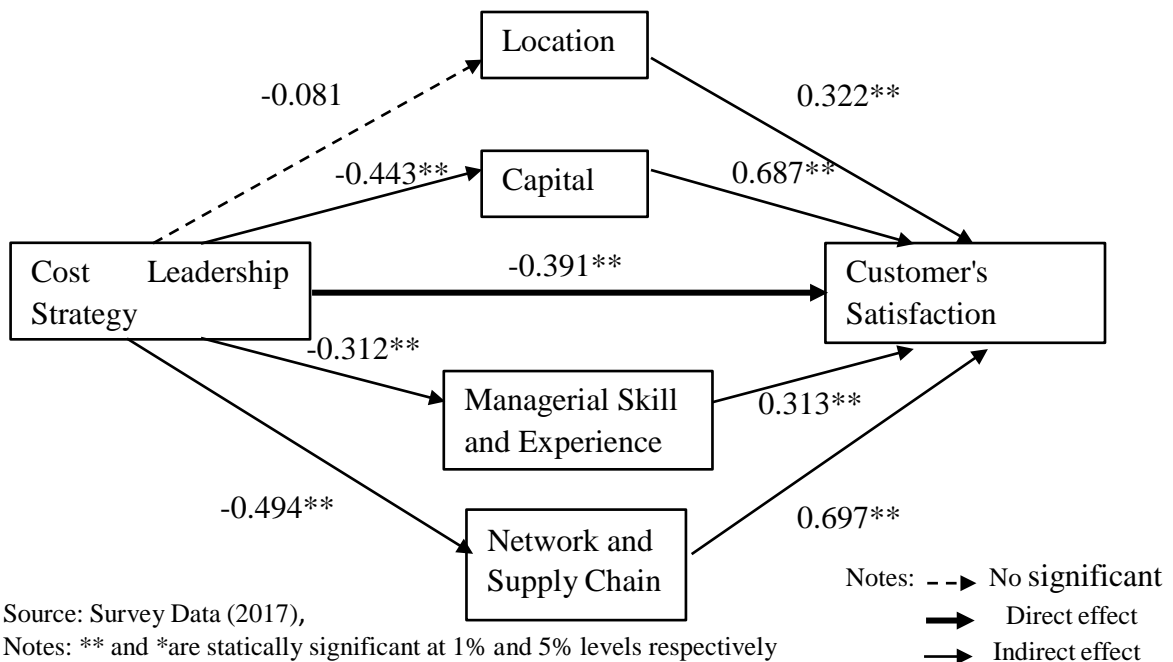 Location
-0.081
0.322**
-0.443**
Capital
0.687**
Cost Leadership
Strategy
-0.391**
Customer's
Satisfaction
-0.312**
Managerial Skill
and Experience
0.313**
-0.494**
Network and
Supply Chain
0.697**
Notes: No significant
Direct effect
Indirect effect
Source: Survey Data (2017),
Notes: ** and *are statically significant at 1% and 5% levels respectively